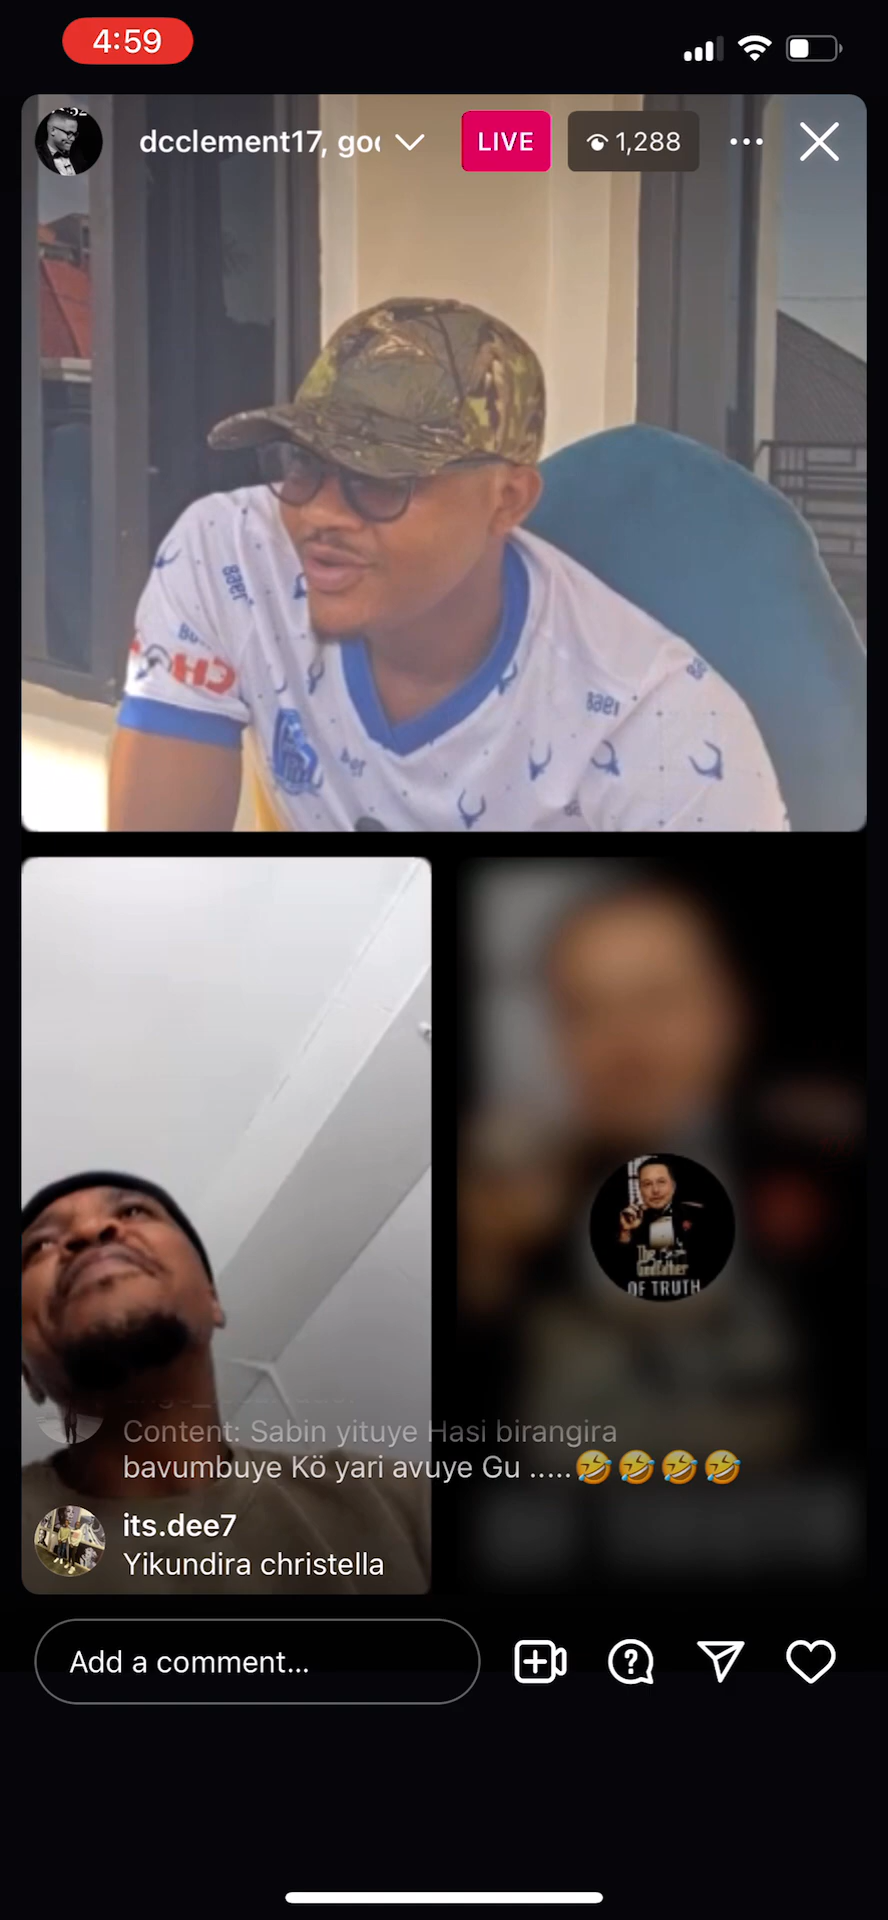 4:59
dcclement17, goo
LIVE
1,288
The
Godfather
OF TRUTH
Content: Sabin yituye Hasi birangira
bavumbuye Kö yari avuye Gu .....🤣🤣🤣🤣
its.dee7
Yikundira christella
Add a comment...